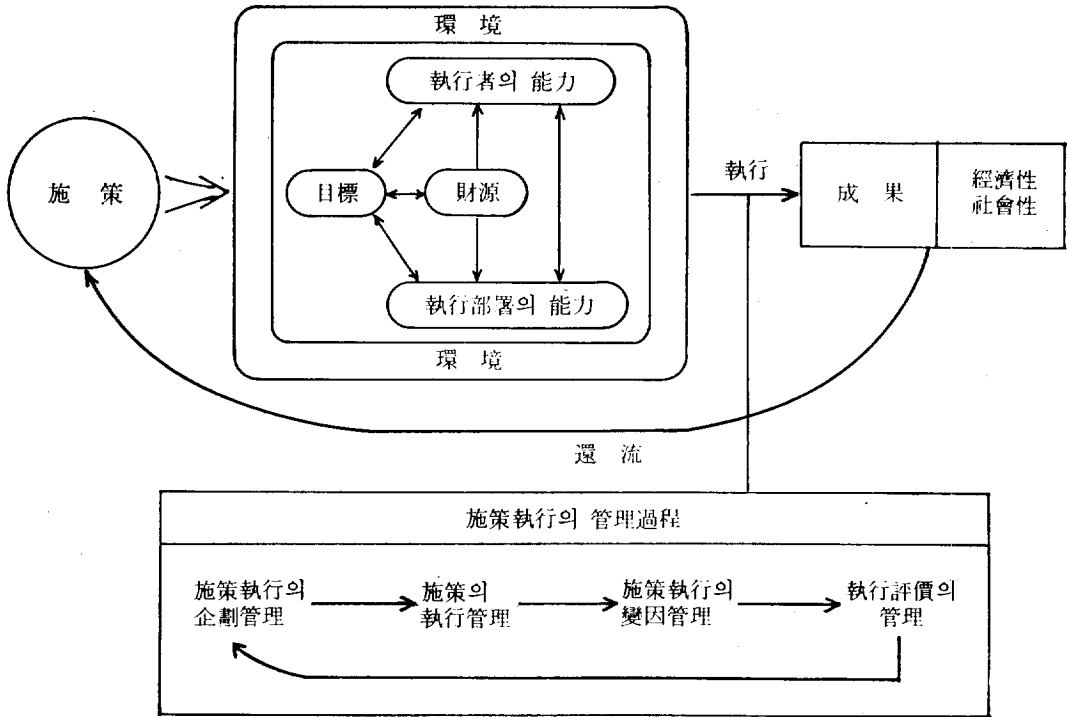 環 境
執行者의 能力
施 策
目標
財源
執行
成 果
經濟性
社會性
執行部署의 能力
環 境
還 流
施策執行의 管理過程
施策執行의
企劃管理
施策의
執行管理
施策執行의
變因管理
執行評價의
管理